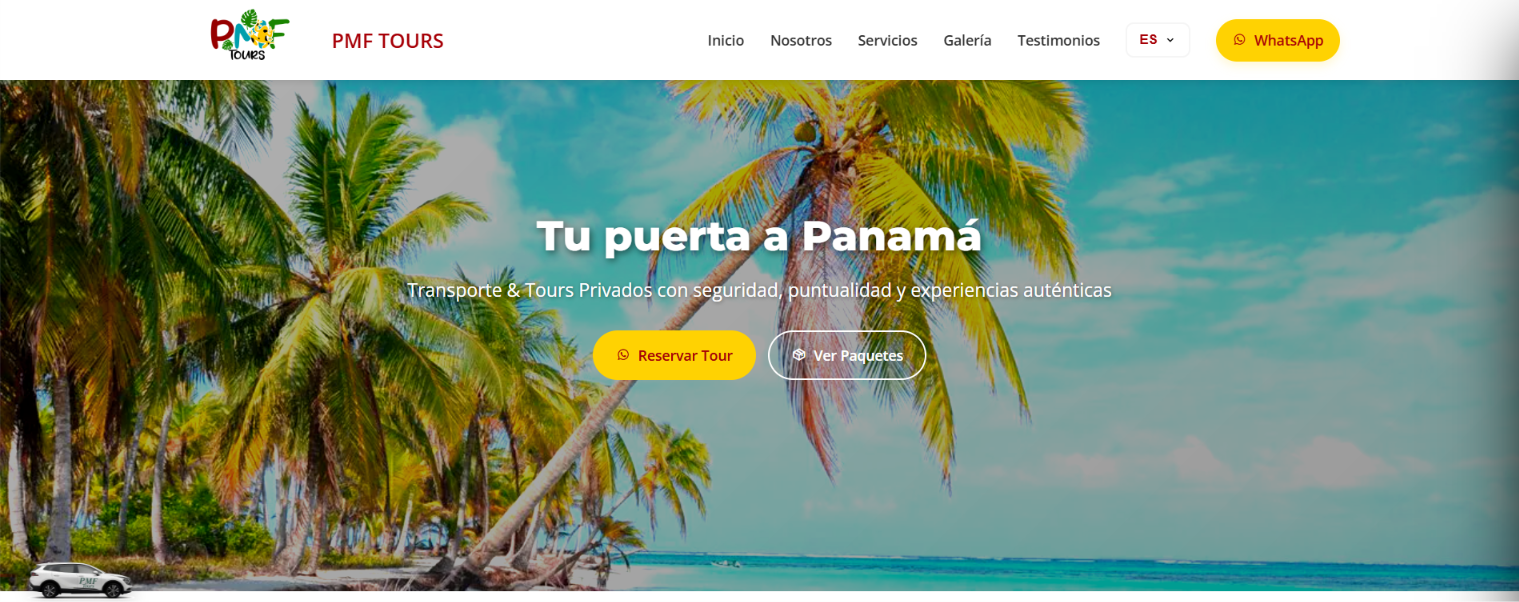 PMF
TOURS
PMF TOURS
Inicio
Nosotros
Servicios
Galería
Testimonios
ES
WhatsApp
Tu puerta a Panamá
Transporte & Tours Privados con seguridad, puntualidad y experiencias auténticas
Reservar Tour
Ver Paquetes
PMF
Tours